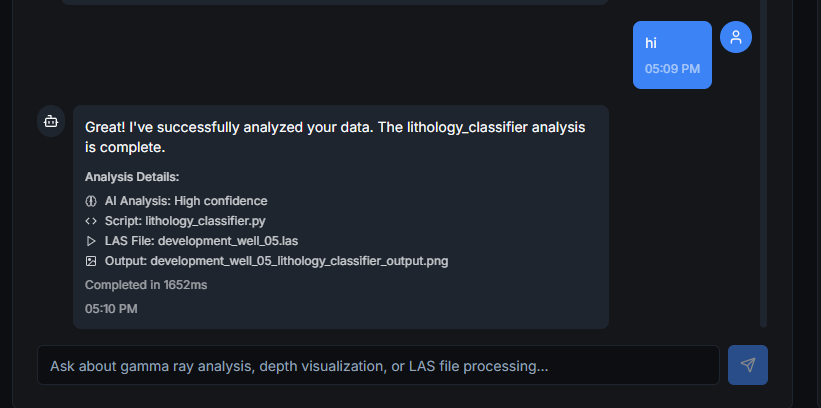 hi
05:09 PM
Great! I've successfully analyzed your data. The lithology_classifier analysis
is complete.
Analysis Details:
AI Analysis: High confidence
Script: lithology_classifier.py
LAS File: development_well_05.las
Output: development_well_05_lithology_classifier_output.png
Completed in 1652ms
05:10 PM
Ask about gamma ray analysis, depth visualization, or LAS file processing...